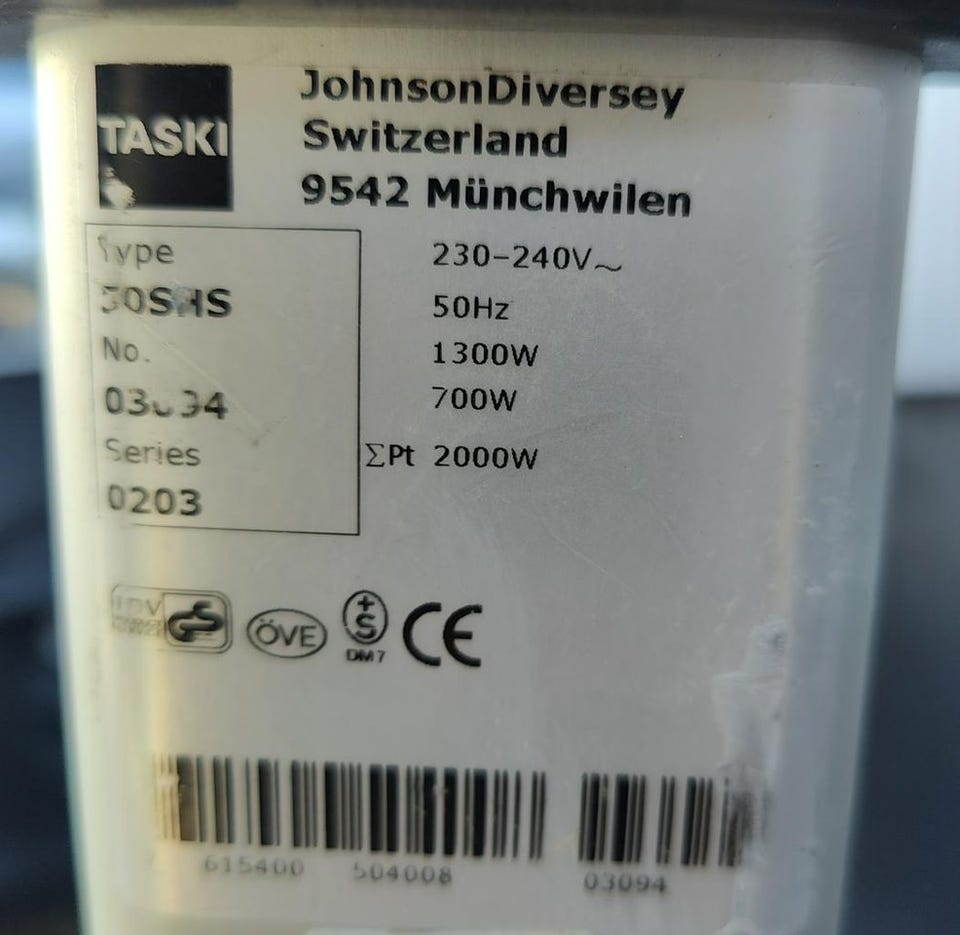 TASKI
JohnsonDiversey
Switzerland
9542 Münchwilen
Type
No.
Series
0203
230-240V~
50Hz
1300W
700W
ΣPt 2000W
ÖVE
+
S
DM7
CE
615400 504008 03094